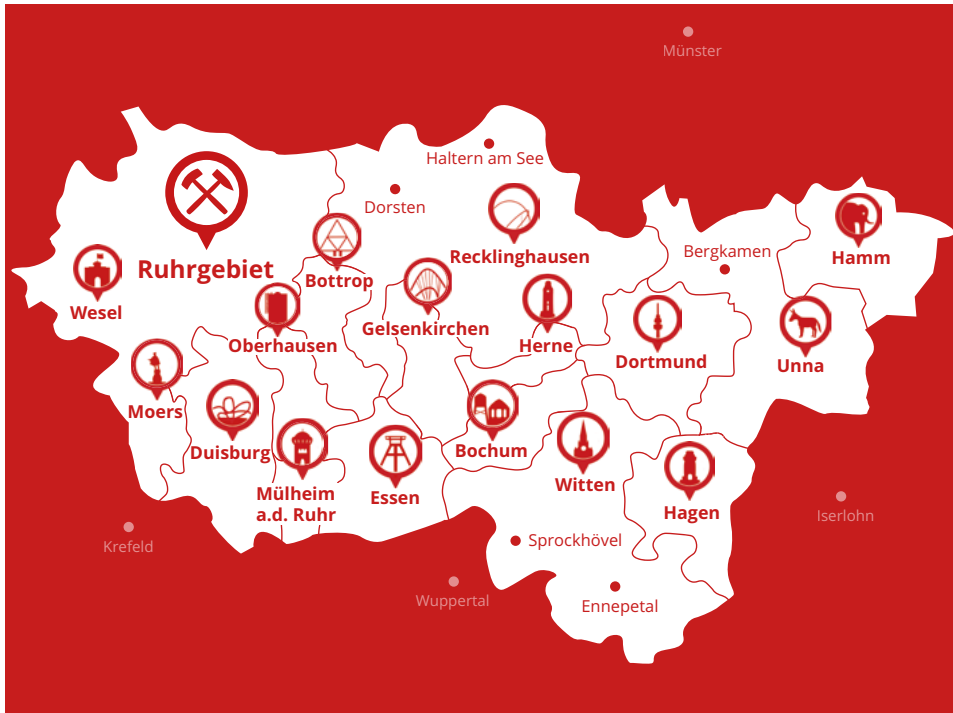 Münster
Haltern am See
Dorsten
Recklinghausen
Bergkamen
Hamm
Ruhrgebiet
Bottrop
Wesel
Gelsenkirchen
Oberhausen
Herne
Dortmund
Unna
Moers
Duisburg
Bochum
Mülheim
a.d. Ruhr
Essen
Witten
Hagen
Iserlohn
Krefeld
Sprockhövel
Wuppertal
Ennepetal